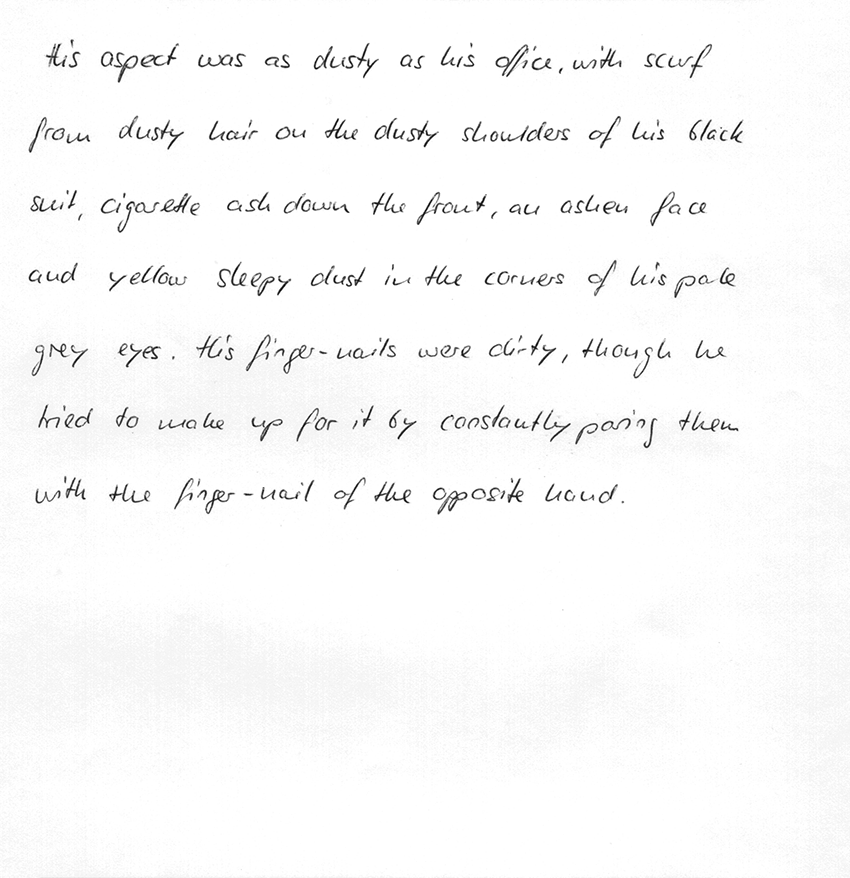 His aspect was as dusty as his office, with scurf
from dusty hair on the dusty shoulders of his black
suit, cigarette ash down the front, an ashen face
and yellow sleepy dust in the corners of his pale
grey eyes. His finger-nails were dirty, though he
tried to make up for it by constantly paring them
with the finger-nail of the opposite hand.